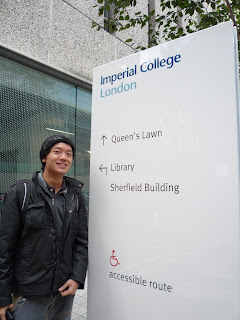 Imperial College
London
Queen's Lawn
Library
Sherfield Building
accessible route